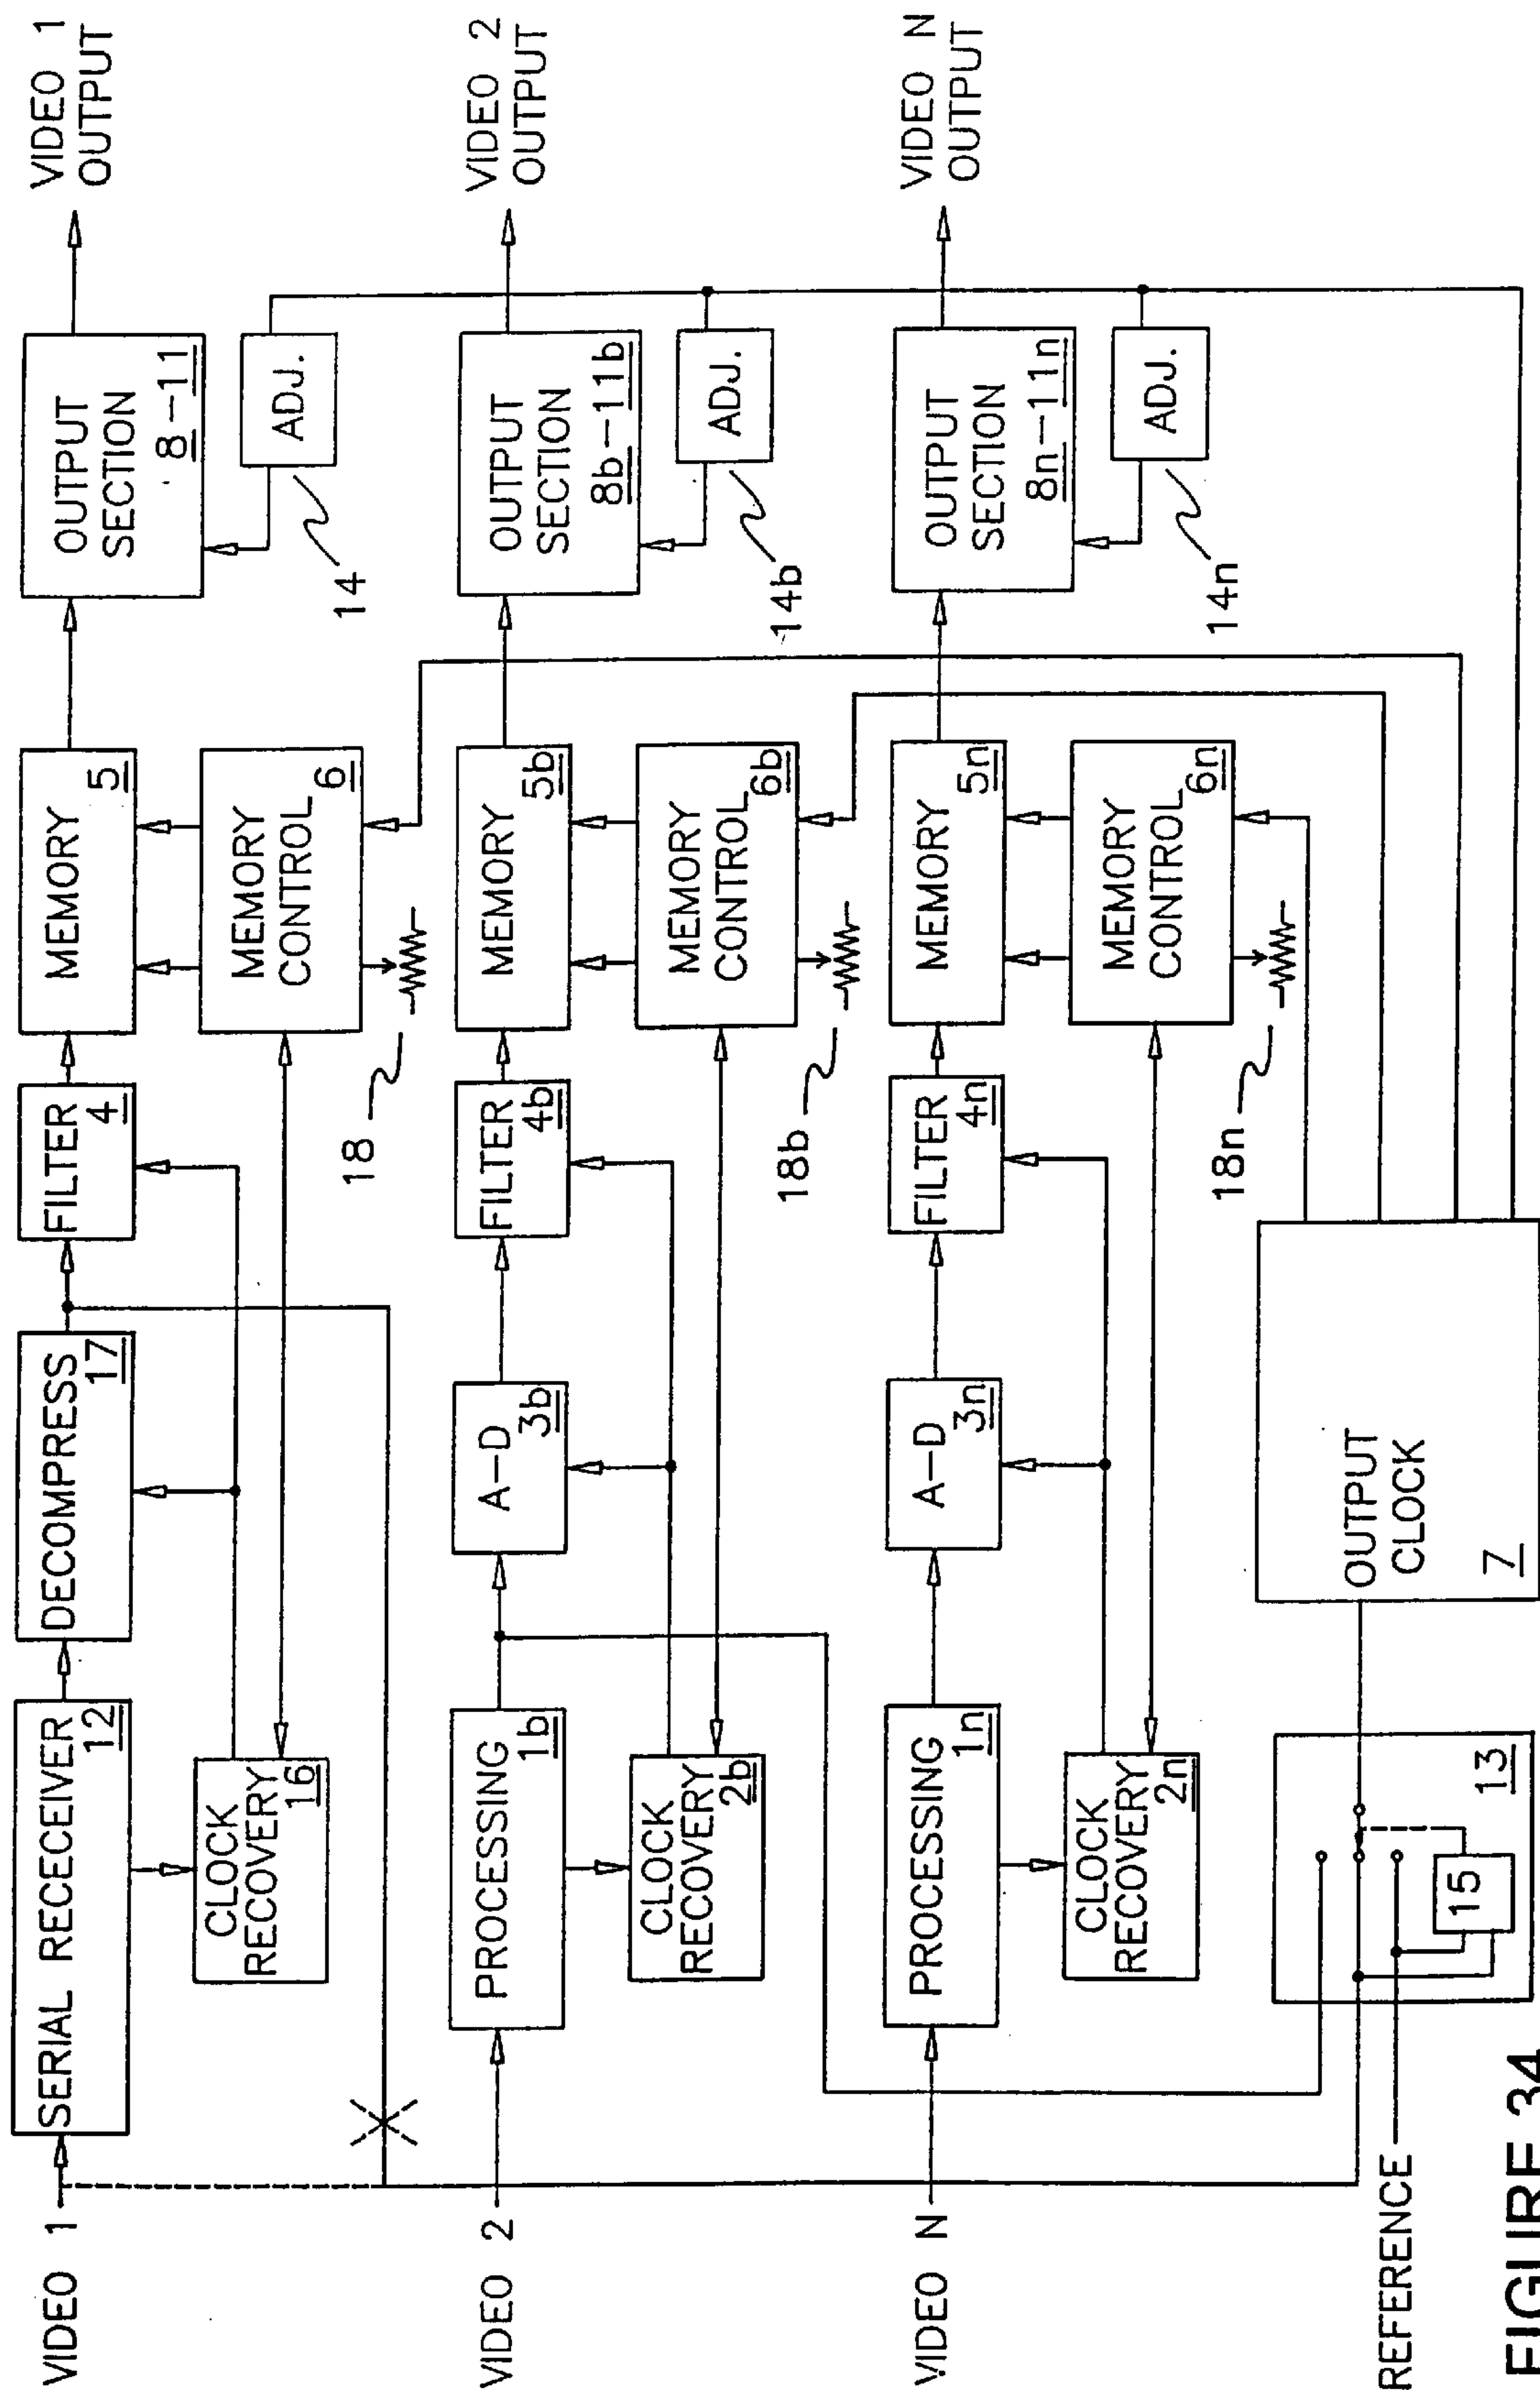 VIDEO 1
SERIAL RECECEIVER
12
DECOMPRESS
17
FILTER
4
MEMORY
5
OUTPUT
SECTION
8-11
VIDEO 1
OUTPUT
CLOCK
RECOVERY
16
MEMORY
CONTROL
6
18
ADJ.
14
VIDEO 2
PROCESSING
1b
A-D
3b
FILTER
4b
MEMORY
5b
OUTPUT
SECTION
8b-11b
VIDEO 2
OUTPUT
CLOCK
RECOVERY
2b
MEMORY
CONTROL
6b
18b
ADJ.
14b
VIDEO N
PROCESSING
1n
A-D
3n
FILTER
4n
MEMORY
5n
OUTPUT
SECTION
8n-11n
VIDEO N
OUTPUT
CLOCK
RECOVERY
2n
MEMORY
CONTROL
6n
18n
ADJ.
14n
REFERENCE
15
13
OUTPUT
CLOCK
7
FIGURE 34